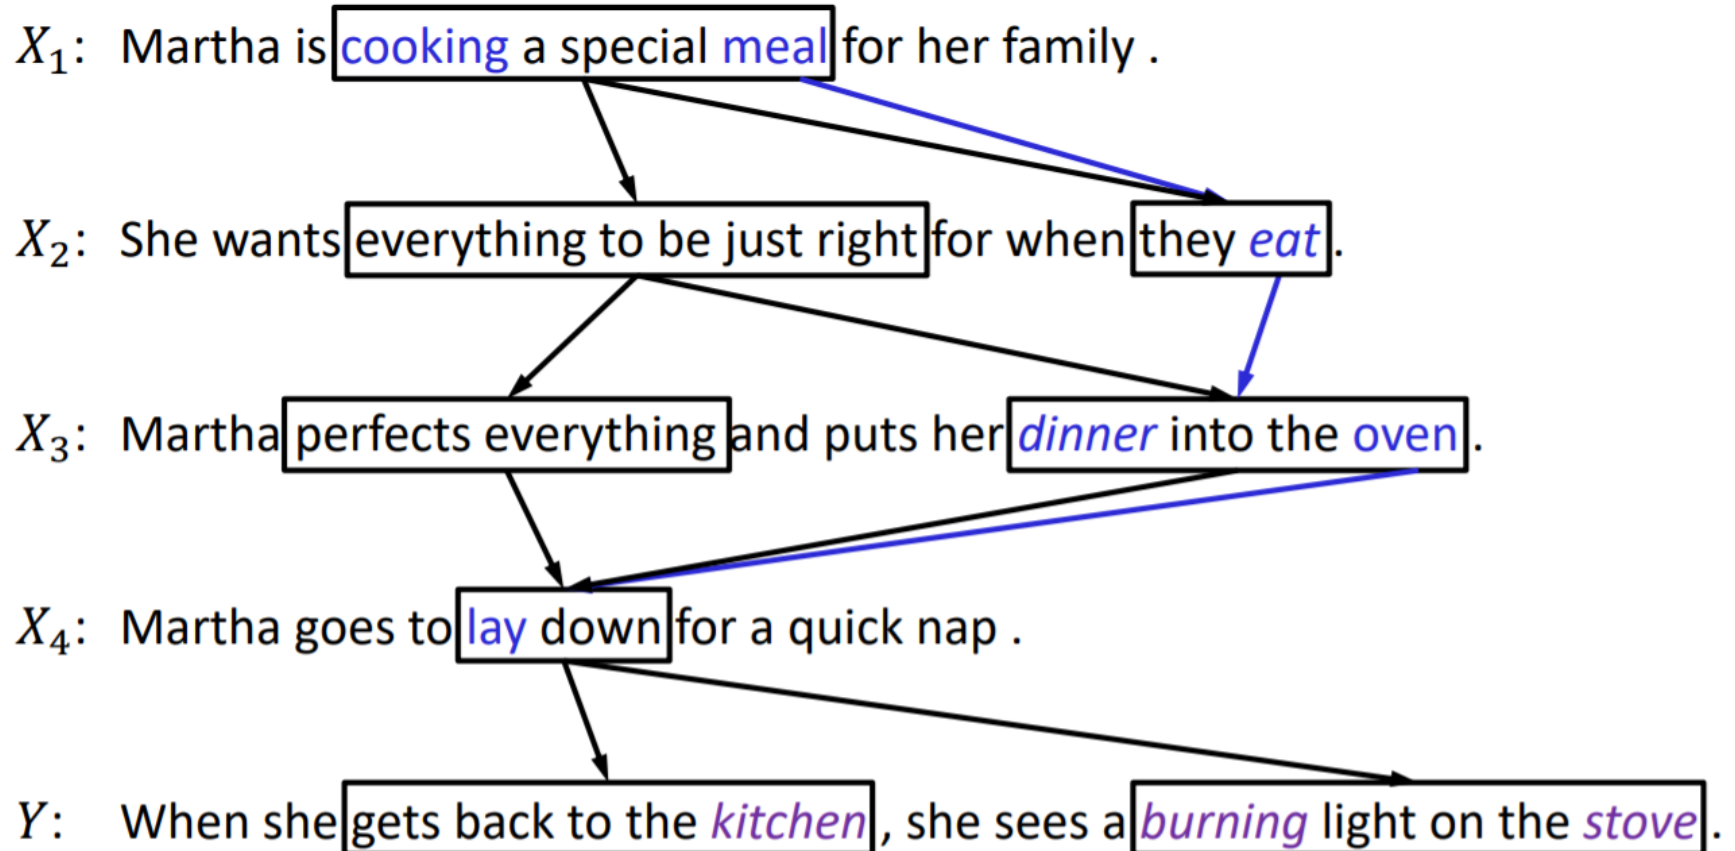 X₁: Martha is cooking a special meal for her family .
X₂: She wants everything to be just right for when they eat .
X₃: Martha perfects everything and puts her dinner into the oven .
X₄: Martha goes to lay down for a quick nap .
Y: When she gets back to the kitchen , she sees a burning light on the stove .